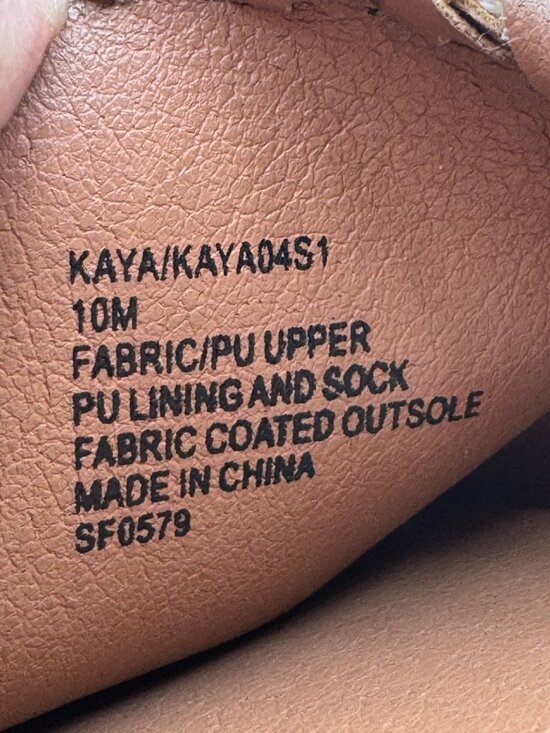 KAYA/KAYA04S1
10M
FABRIC/PU UPPER
PU LINING AND SOCK
FABRIC COATED OUTSOLE
MADE IN CHINA
SF0579